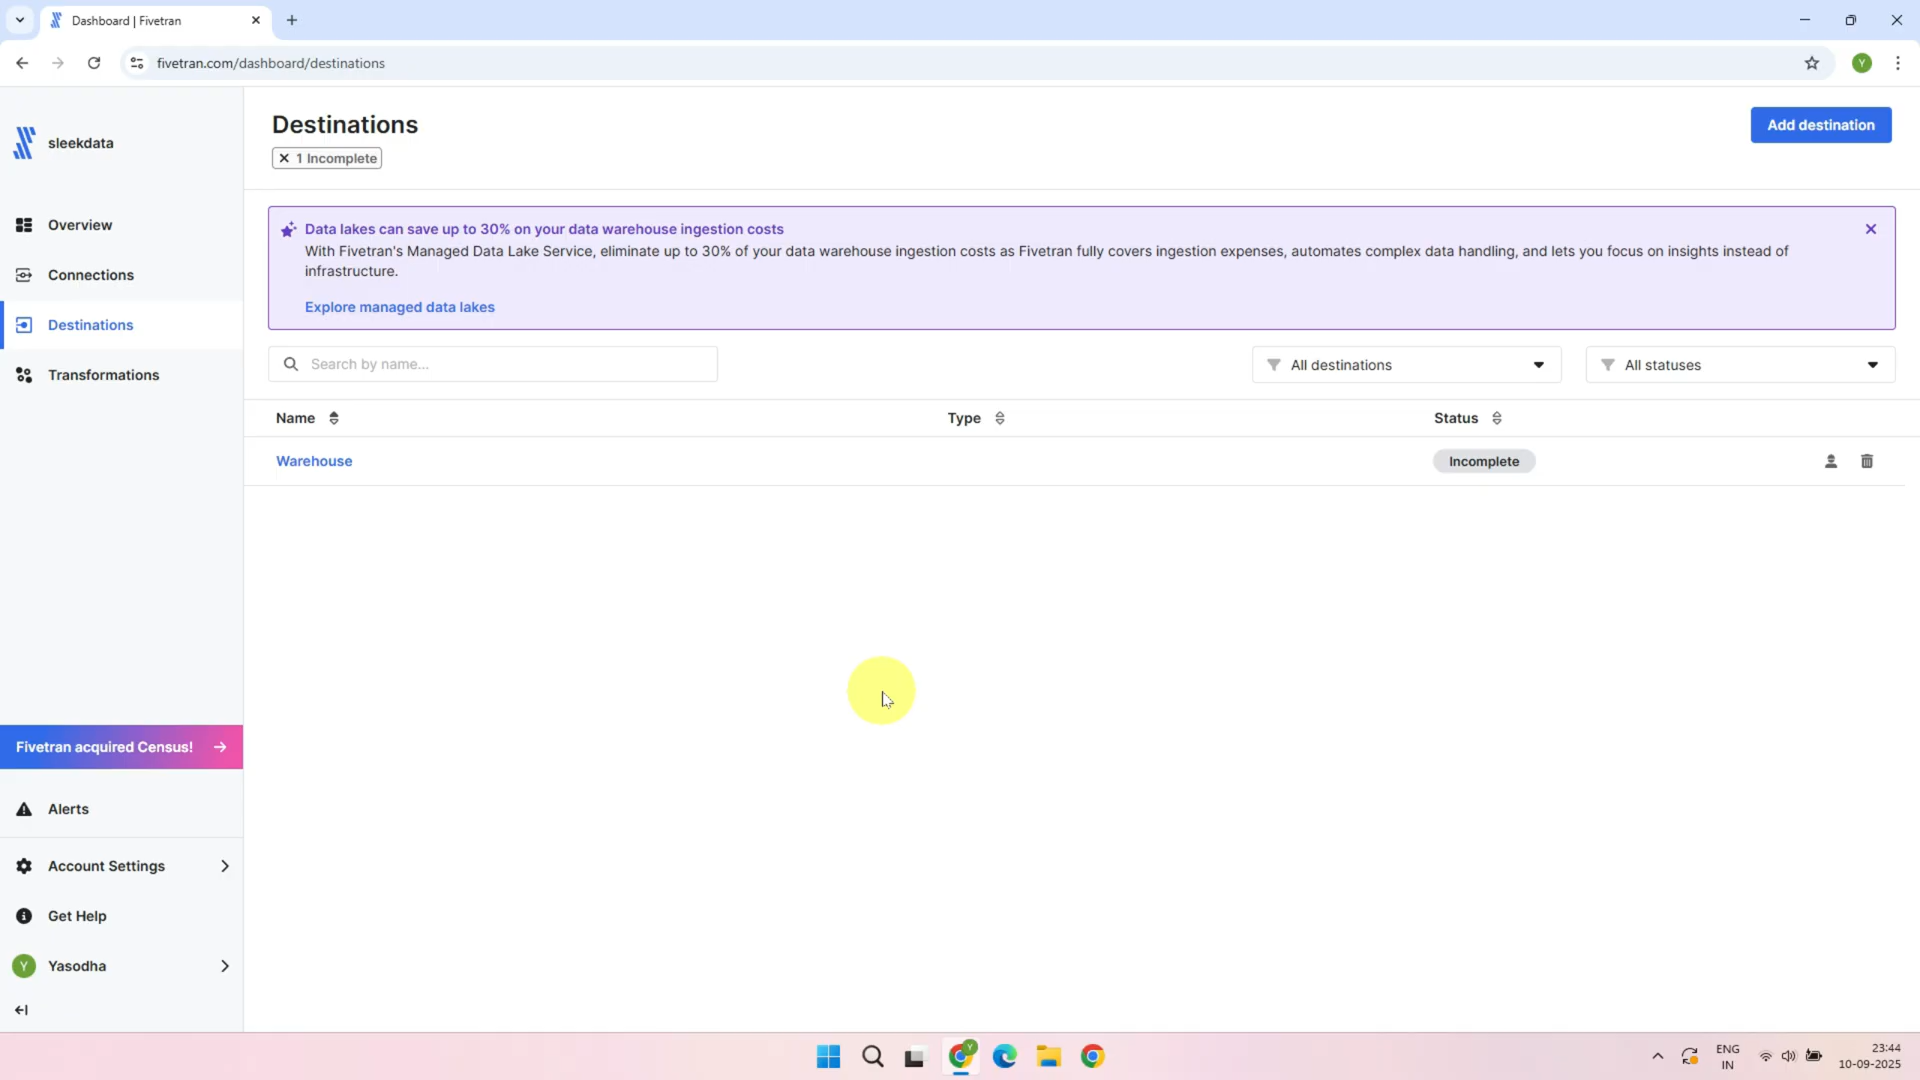 Dashboard | Fivetran
fivetran.com/dashboard/destinations
Y
sleekdata
Overview
Connections
Destinations
Transformations
Fivetran acquired Census!
Alerts
Account Settings
Get Help
Y
Yasodha
Destinations
1 Incomplete
Add destination
Data lakes can save up to 30% on your data warehouse ingestion costs
With Fivetran's Managed Data Lake Service, eliminate up to 30% of your data warehouse ingestion costs as Fivetran fully covers ingestion expenses, automates complex data handling, and lets you focus on insights instead of
infrastructure.
Explore managed data lakes
Search by name...
All destinations
All statuses
Name
Type
Status
Warehouse
Incomplete
Y
ENG
IN
23:44
10-09-2025